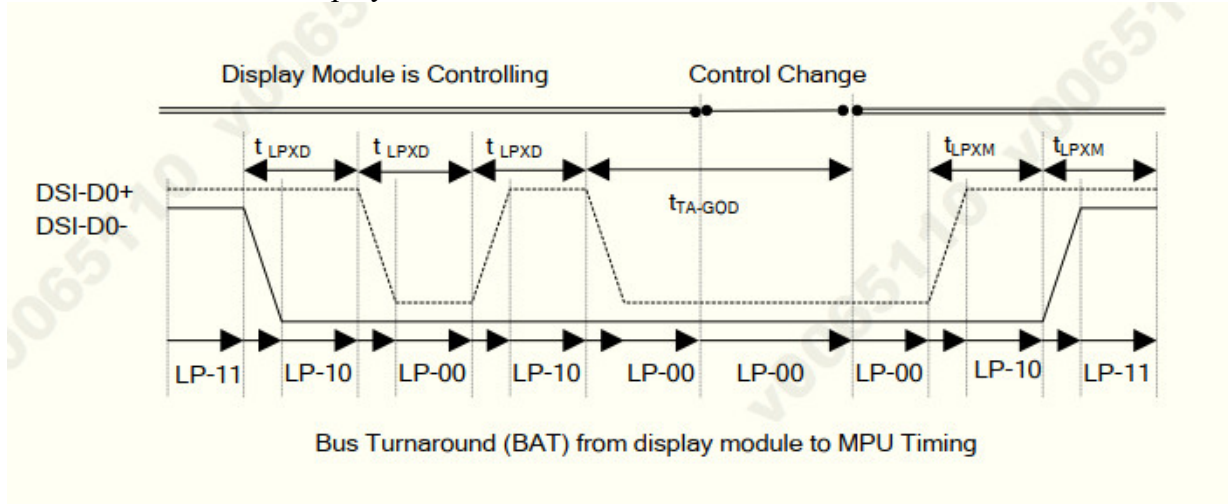 Display Module is Controlling Control Change
t LPXD t LPXD t LPXD tLPXM tLPXM
DSI-D0+
tTA-GOD
DSI-D0-
LP-11 LP-10 LP-00 LP-10 LP-00 LP-00 LP-00 LP-10 LP-11
Bus Turnaround (BAT) from display module to MPU Timing
v0065110
v0065110